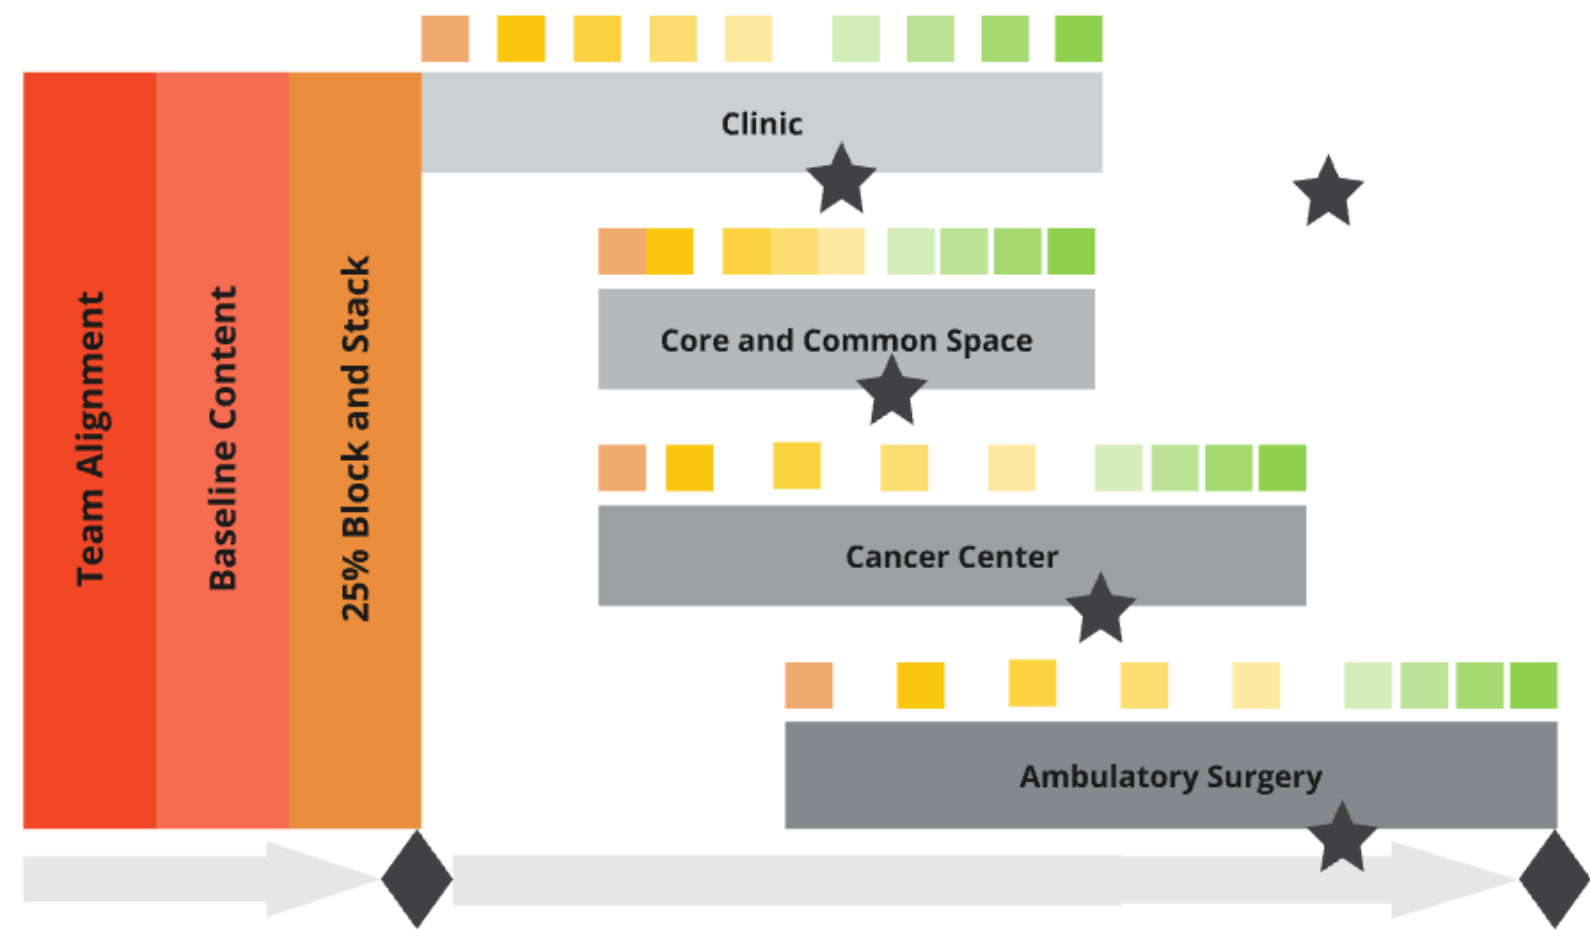 Team Alignment
Baseline Content
25% Block and Stack
Clinic
Core and Common Space
Cancer Center
Ambulatory Surgery